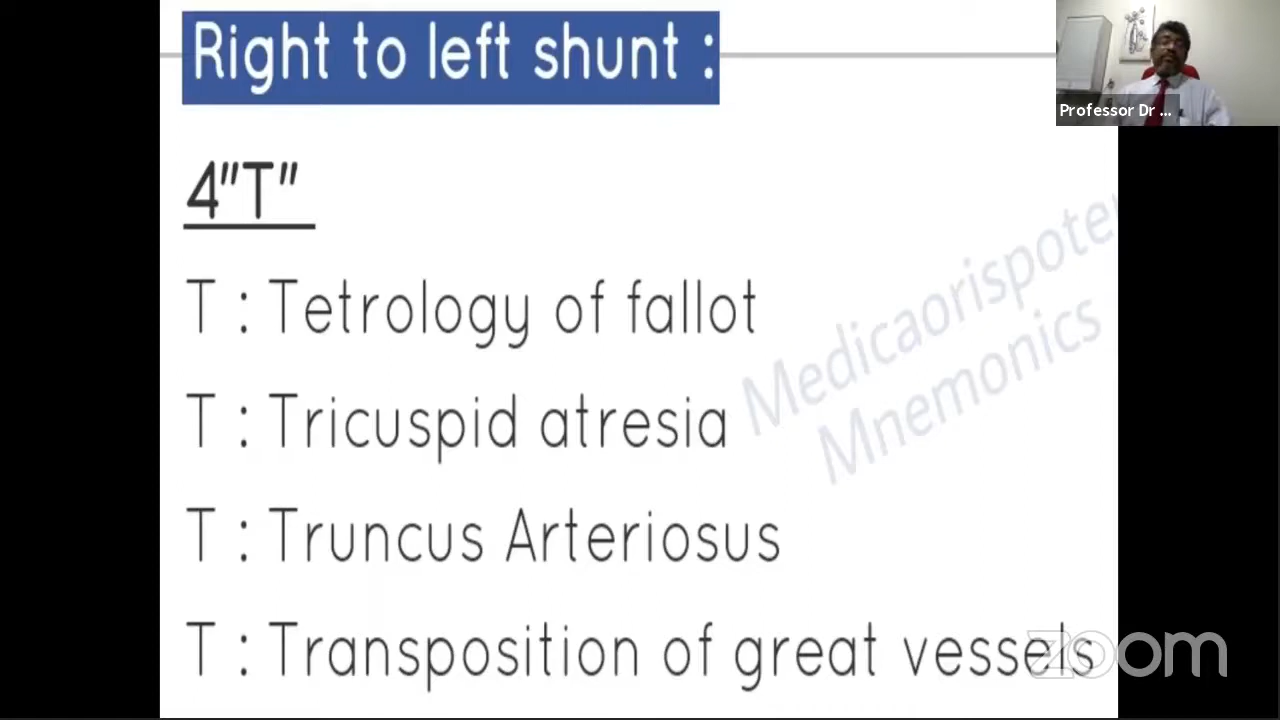 Right to left shunt :
Professor Dr ...
4"T"
T : Tetrology of fallot
T : Tricuspid atresia
T : Truncus Arteriosus
T : Transposition of great vessels
Mnemonics
zoom